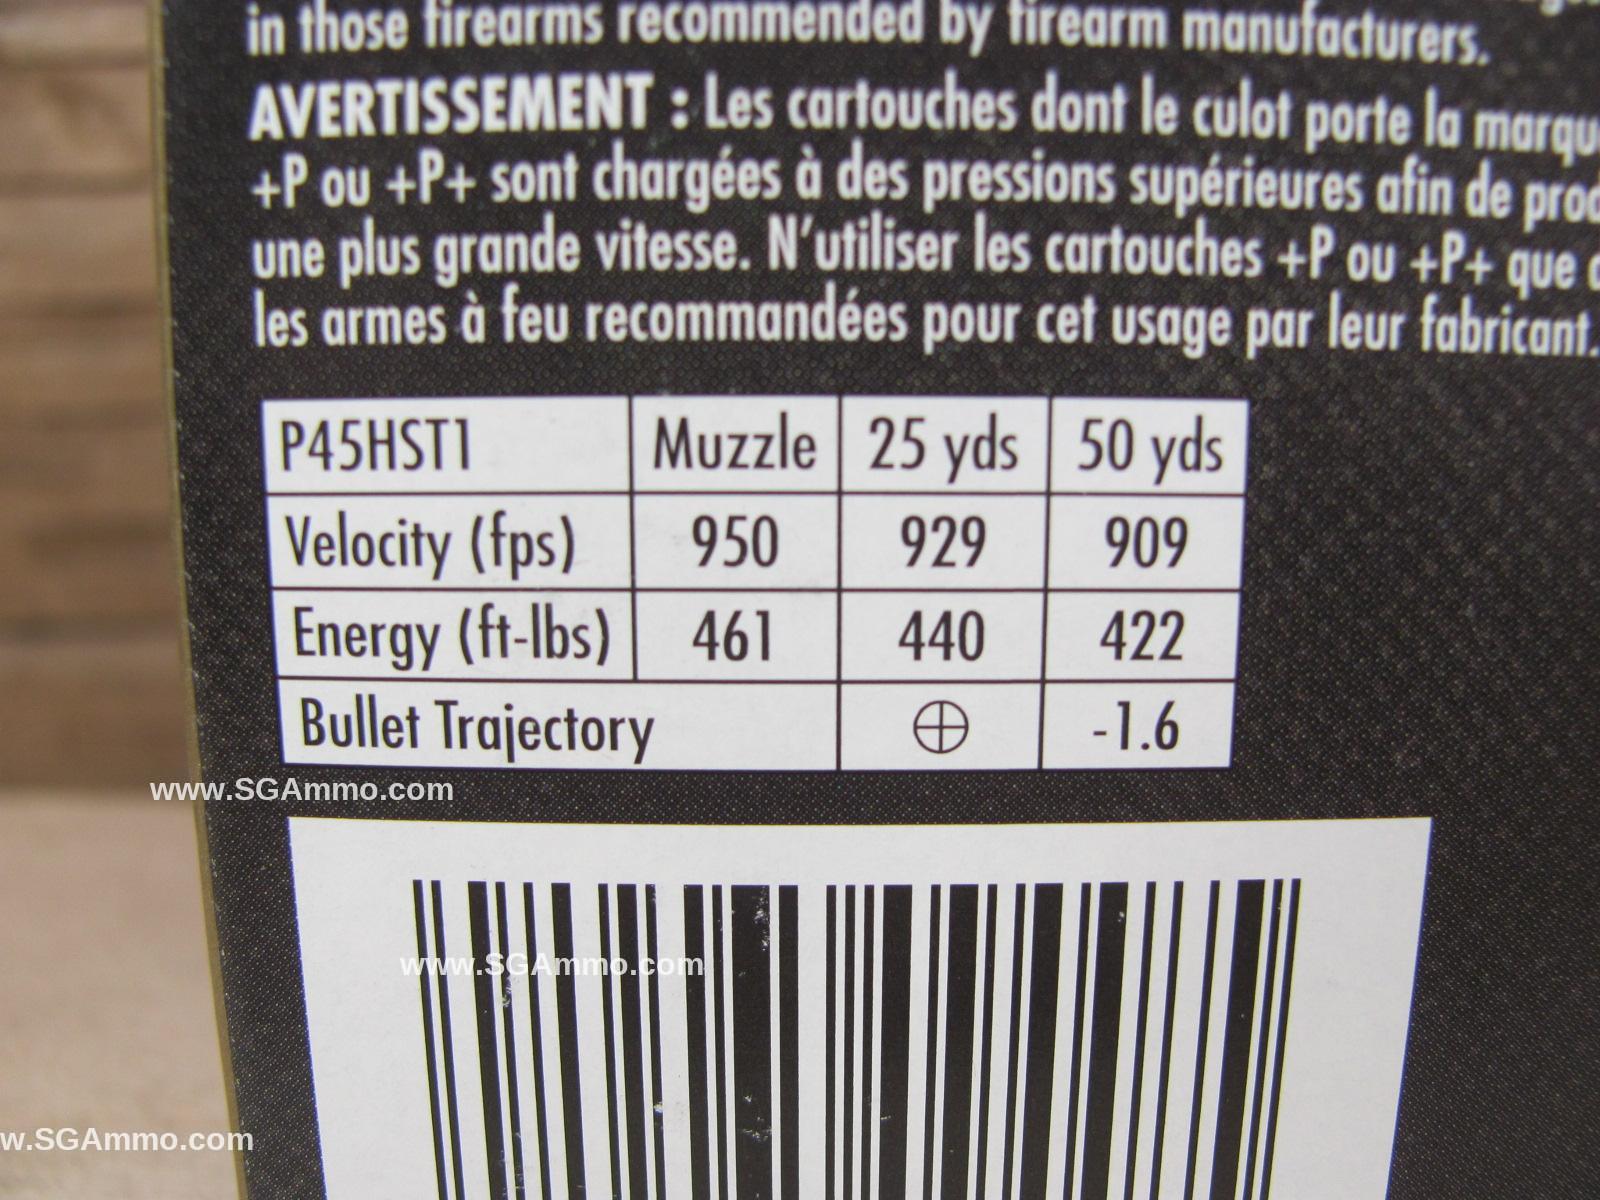 in those firearms recommended by firearm manufacturers.
AVERTISSEMENT : Les cartouches dont le culot porte la
+P ou +P+ sont chargées à des pressions supérieures afin de
une plus grande vitesse. N'utiliser les cartouches +P ou +P+ que
les armes à feu recommandées pour cet usage par leur fabricant.
P45HST1 Muzzle 25 yds 50 yds
Velocity (fps) 950 929 909
Energy (ft-lbs) 461 440 422
Bullet Trajectory ⊕ -1.6
www.SGAmmo.com
www.SGAmmo.com
w.SGAmmo.com